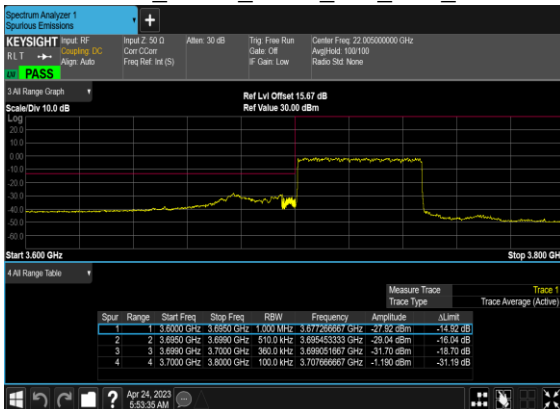 Spectrum Analyzer 1
Spurious Emissions
KEYSIGHT Input: RF Input Z: 50 Ω Atten: 30 dB Trig: Free Run Center Freq: 22.005000000 GHz
RLT Coupling: DC Corr CCorr Gate: Off Avg|Hold: 100/100
Align: Auto Freq Ref: Int (S) IF Gain: Low Radio Std: None
PASS
3 All Range Graph
Ref Lvl Offset 15.67 dB
Scale/Div 10.0 dB Ref Value 30.00 dBm
Log
20.0
10.0
0.00
-10.0
-20.0
-30.0
-40.0
-50.0
-60.0
Start 3.600 GHz Stop 3.800 GH
4 All Range Table
Measure Trace Trace 1
Trace Type Trace Average (Active)
Spur Range Start Freq Stop Freq RBW Frequency Amplitude ΔLimit
1 1 3.6000 GHz 3.6950 GHz 1.000 MHz 3.677266667 GHz -27.92 dBm -14.92 dB
2 2 3.6950 GHz 3.6990 GHz 510.0 kHz 3.695453333 GHz -29.04 dBm -16.04 dB
3 3 3.6990 GHz 3.7000 GHz 360.0 kHz 3.699051667 GHz -31.70 dBm -18.70 dB
4 4 3.7000 GHz 3.8000 GHz 100.0 kHz 3.707666667 GHz -1.190 dBm -31.19 dB
Apr 24, 2023
5:53:35 AM